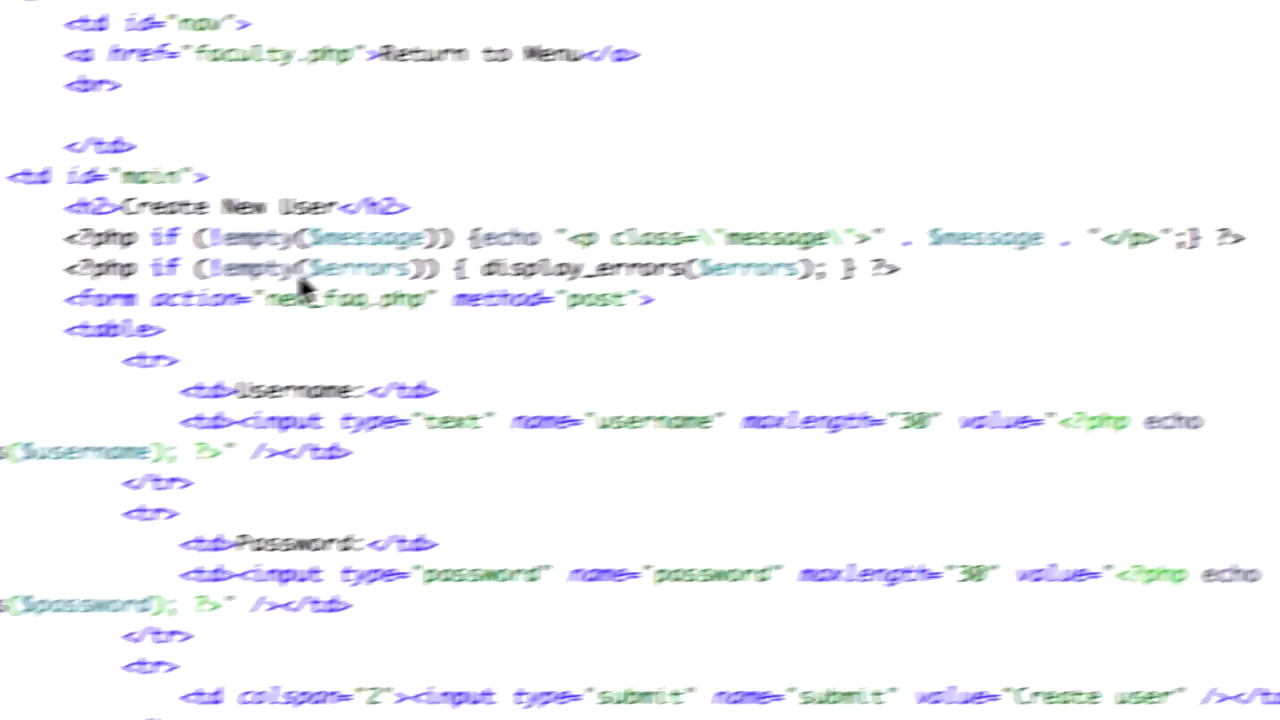 <td id="nav">
<a href="faculty.php">Return to Menu</a>
<br>
</td>
<td id="main">
<h2>Create New User</h2>
<?php if (!empty($message)) {echo "<p class=\"message\">" . $message . "</p>";} ?>
<?php if (!empty($errors)) { display_errors($errors); } ?>
<form action="new_faq.php" method="post">
<table>
<tr>
<td>Username:</td>
<td><input type="text" name="username" maxlength="30" value="<?php echo
s($username); ?>" /></td>
</tr>
<tr>
<td>Password:</td>
<td><input type="password" name="password" maxlength="30" value="<?php echo
s($password); ?>" /></td>
</tr>
<tr>
<td colspan="2"><input type="submit" name="submit" value="Create user" /></t